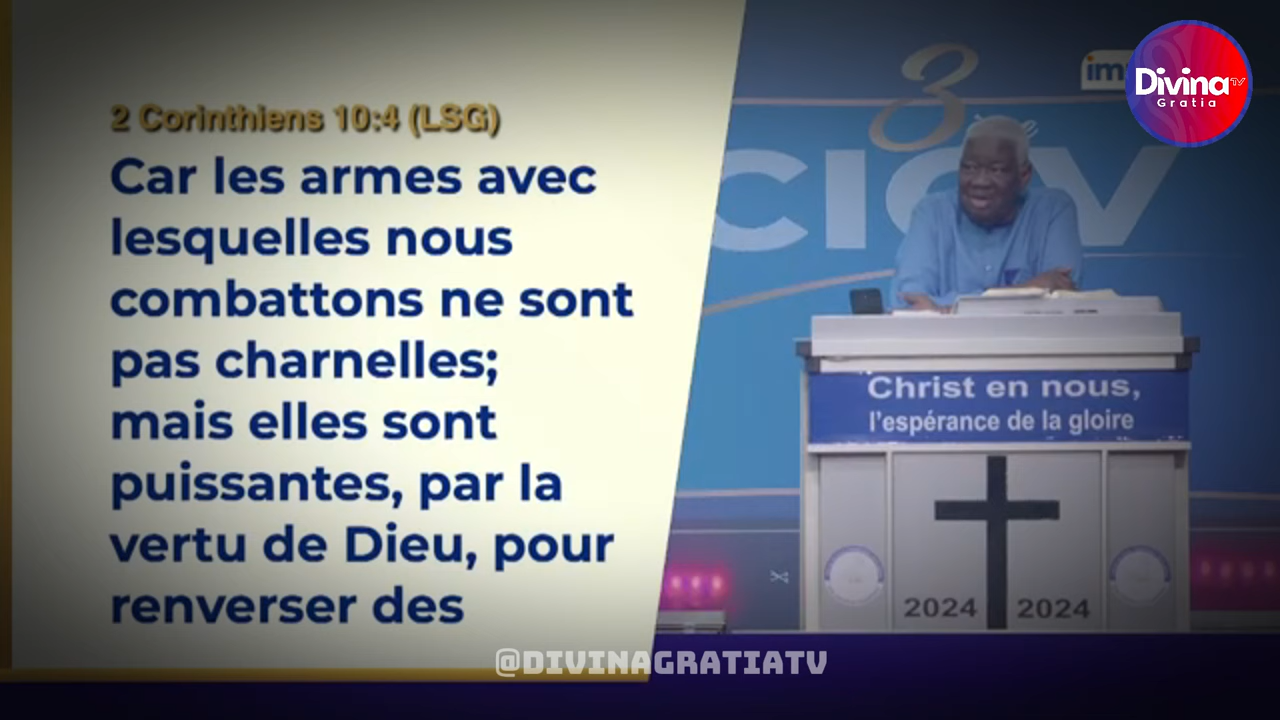 2 Corinthiens 10:4 (LSG)
Car les armes avec
lesquelles nous
combattons ne sont
pas charnelles;
mais elles sont
puissantes, par la
vertu de Dieu, pour
renverser des
3
Divina TV
Gratia
Christ en nous,
l'espérance de la gloire
2024 2024
@DIVINAGRATIATV